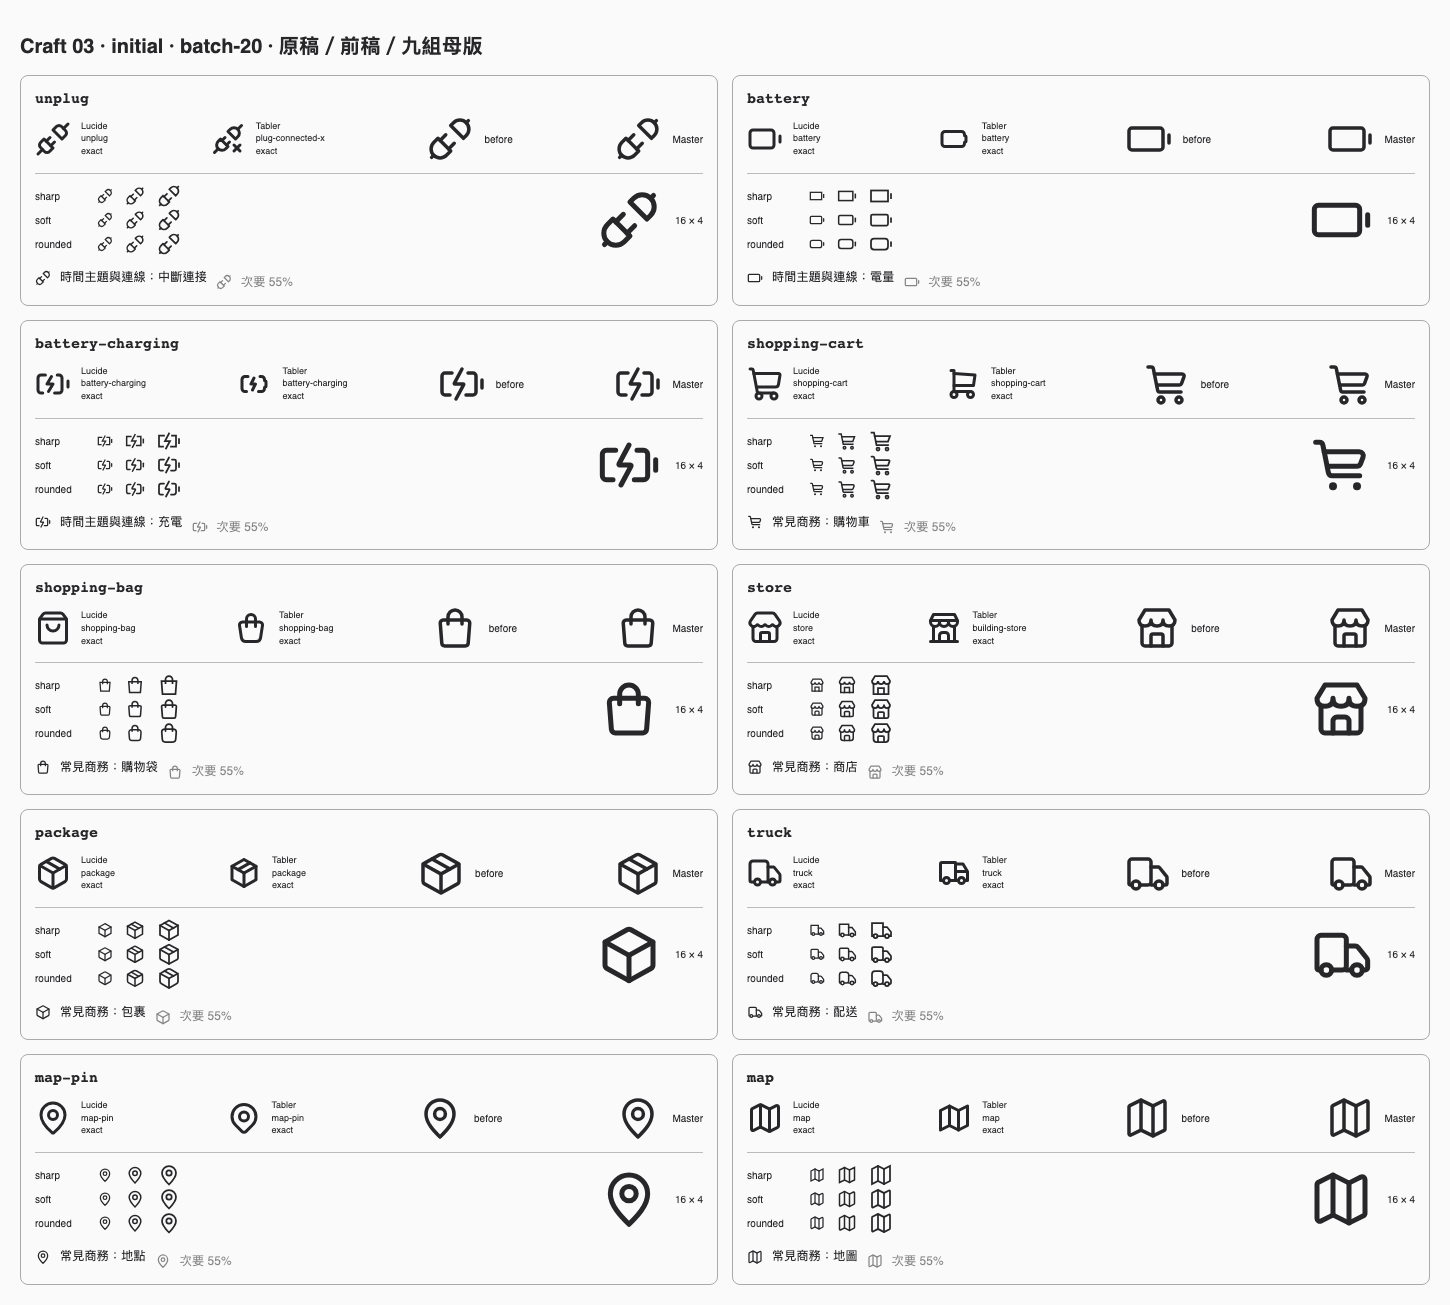 Craft 03 · initial · batch-20 · 原稿 / 前稿 / 九組母版
unplug
Lucide
unplug
exact
Tabler
plug-connected-x
exact
before
Master
sharp
soft
rounded
16 × 4
時間主題與連線：中斷連接
次要 55%
battery
Lucide
battery
exact
Tabler
battery
exact
before
Master
sharp
soft
rounded
16 × 4
時間主題與連線：電量
次要 55%
battery-charging
Lucide
battery-charging
exact
Tabler
battery-charging
exact
before
Master
sharp
soft
rounded
16 × 4
時間主題與連線：充電
次要 55%
shopping-cart
Lucide
shopping-cart
exact
Tabler
shopping-cart
exact
before
Master
sharp
soft
rounded
16 × 4
常見商務：購物車
次要 55%
shopping-bag
Lucide
shopping-bag
exact
Tabler
shopping-bag
exact
before
Master
sharp
soft
rounded
16 × 4
常見商務：購物袋
次要 55%
store
Lucide
store
exact
Tabler
building-store
exact
before
Master
sharp
soft
rounded
16 × 4
常見商務：商店
次要 55%
package
Lucide
package
exact
Tabler
package
exact
before
Master
sharp
soft
rounded
16 × 4
常見商務：包裹
次要 55%
truck
Lucide
truck
exact
Tabler
truck
exact
before
Master
sharp
soft
rounded
16 × 4
常見商務：配送
次要 55%
map-pin
Lucide
map-pin
exact
Tabler
map-pin
exact
before
Master
sharp
soft
rounded
16 × 4
常見商務：地點
次要 55%
map
Lucide
map
exact
Tabler
map
exact
before
Master
sharp
soft
rounded
16 × 4
常見商務：地圖
次要 55%